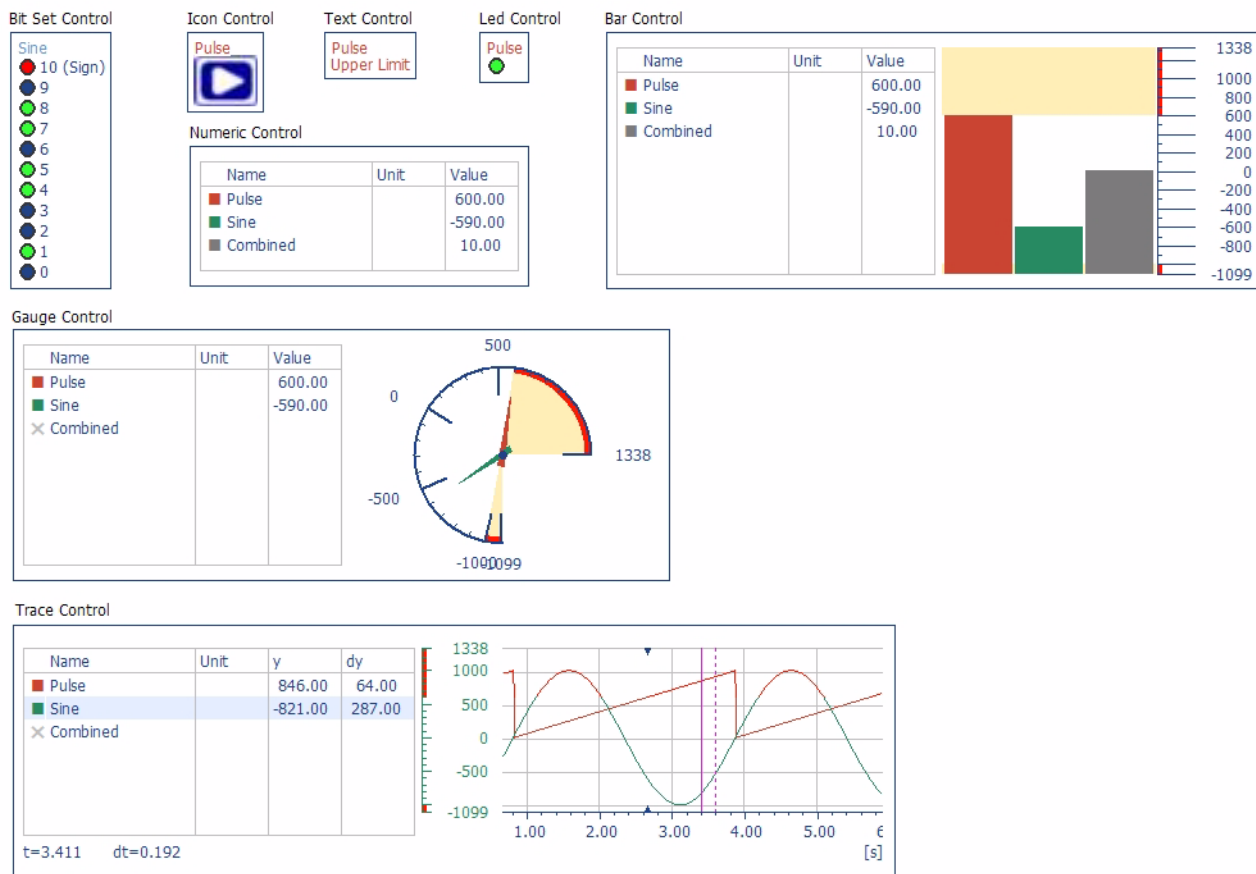 Bit Set Control
Sine
10 (Sign)
9
8
7
6
5
4
3
2
1
0
Icon Control
Pulse
Text Control
Pulse
Upper Limit
Led Control
Pulse
Numeric Control
Name Unit Value
Pulse 600.00
Sine -590.00
Combined 10.00
Bar Control
Name Unit Value
Pulse 600.00
Sine -590.00
Combined 10.00
1338
1000
800
600
400
200
0
-200
-400
-600
-800
-1099
Gauge Control
Name Unit Value
Pulse 600.00
Sine -590.00
Combined
500
0
1338
-500
-1000
-1099
Trace Control
Name Unit y dy
Pulse 846.00 64.00
Sine -821.00 287.00
Combined
t=3.411 dt=0.192
1338
1000
500
0
-500
-1099
1.00 2.00 3.00 4.00 5.00 6
[s]